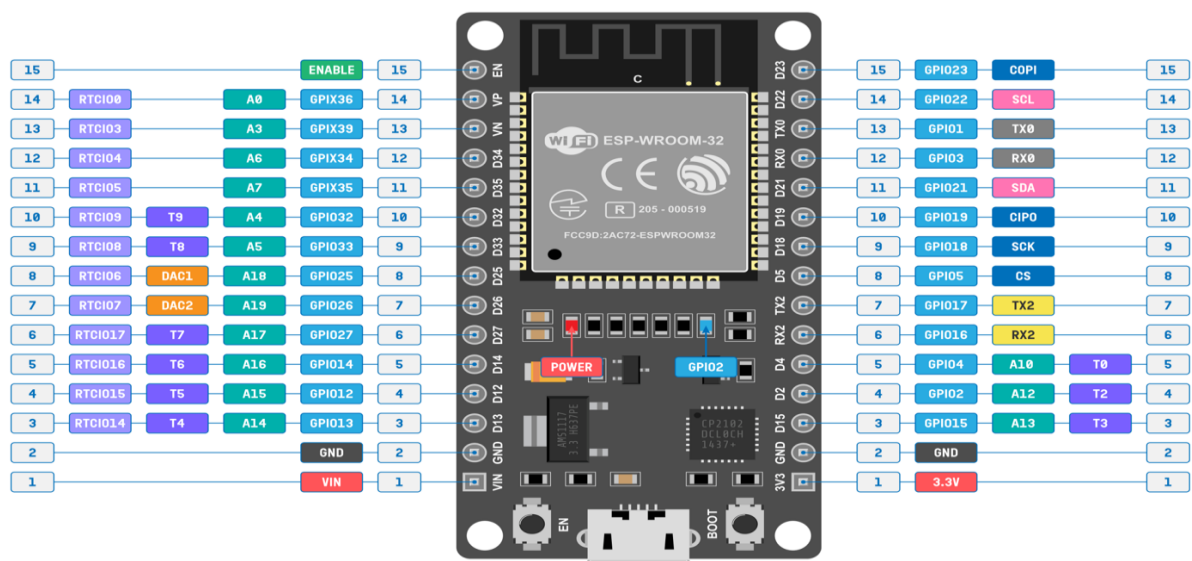 C
15 ENABLE 15 EN D23 15 GPIO23 COPI 15
14 RTCIO0 A0 GPIX36 14 VP D22 14 GPIO22 SCL 14
13 RTCIO3 A3 GPIX39 13 VN TX0 13 GPIO1 TX0 13
WiFi ESP-WROOM-32
12 RTCIO4 A6 GPIX34 12 D34 RX0 12 GPIO3 RX0 12
CE
11 RTCIO5 A7 GPIX35 11 D35 D21 11 GPIO21 SDA 11
R 205 - 000519
10 RTCIO9 T9 A4 GPIO32 10 D32 D19 10 GPIO19 CIPO 10
FCC9D:2AC72-ESPWROOM32
9 RTCIO8 T8 A5 GPIO33 9 D33 D18 9 GPIO18 SCK 9
8 RTCIO6 DAC1 A18 GPIO25 8 D25 D5 8 GPIO5 CS 8
7 RTCIO7 DAC2 A19 GPIO26 7 D26 TX2 7 GPIO17 TX2 7
6 RTCIO17 T7 A17 GPIO27 6 D27 RX2 6 GPIO16 RX2 6
POWER GPIO2
5 RTCIO16 T6 A16 GPIO14 5 D14 D4 5 GPIO4 A10 T0 5
4 RTCIO15 T5 A15 GPIO12 4 D12 D2 4 GPIO2 A12 T2 4
3 RTCIO14 T4 A14 GPIO13 3 D13 D15 3 GPIO15 A13 T3 3
AMS1117
3·3 H637PE
CP2102
DCL0CH
1437+
2 GND 2 GND GND 2 GND 2
1 VIN 1 VIN 3V3 1 3.3V 1
EN BOOT